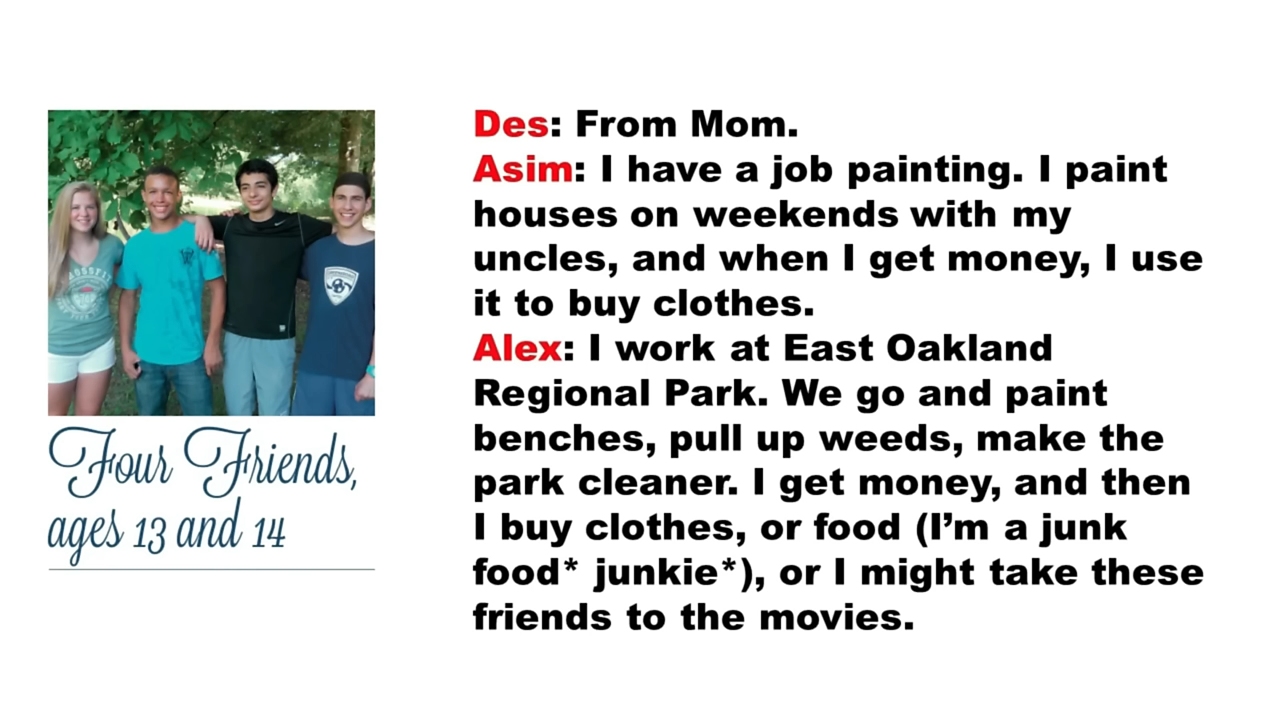 Des: From Mom.
Asim: I have a job painting. I paint
houses on weekends with my
uncles, and when I get money, I use
it to buy clothes.
Alex: I work at East Oakland
Regional Park. We go and paint
benches, pull up weeds, make the
park cleaner. I get money, and then
I buy clothes, or food (I’m a junk
food* junkie*), or I might take these
friends to the movies.
Four Friends,
ages 13 and 14